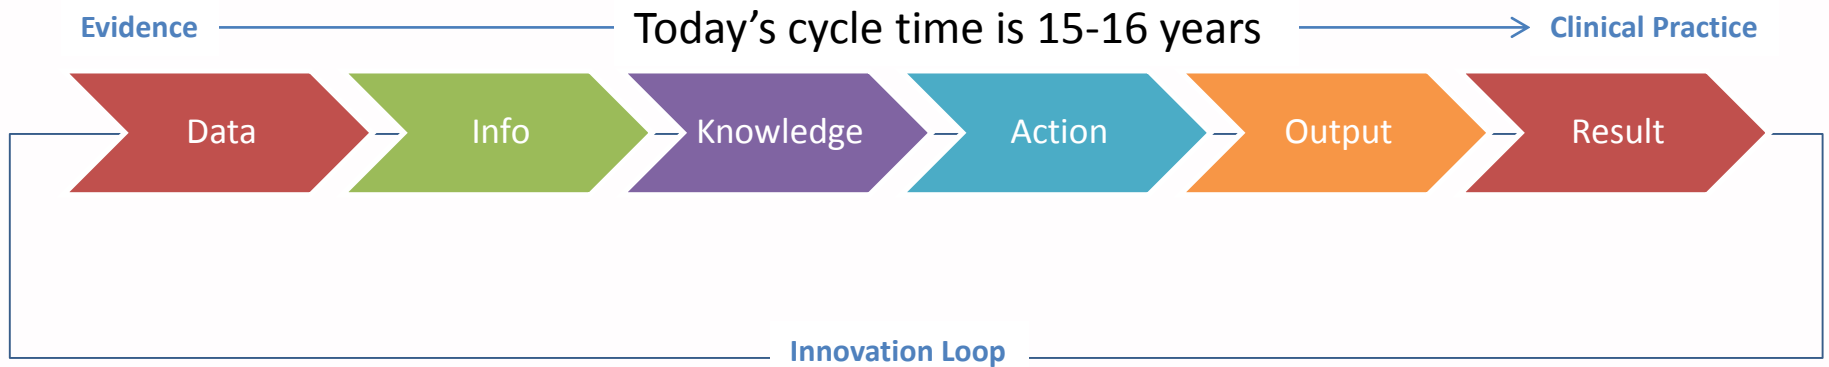 Evidence
Today’s cycle time is 15-16 years
Clinical Practice
Data
Info
Knowledge
Action
Output
Result
Innovation Loop